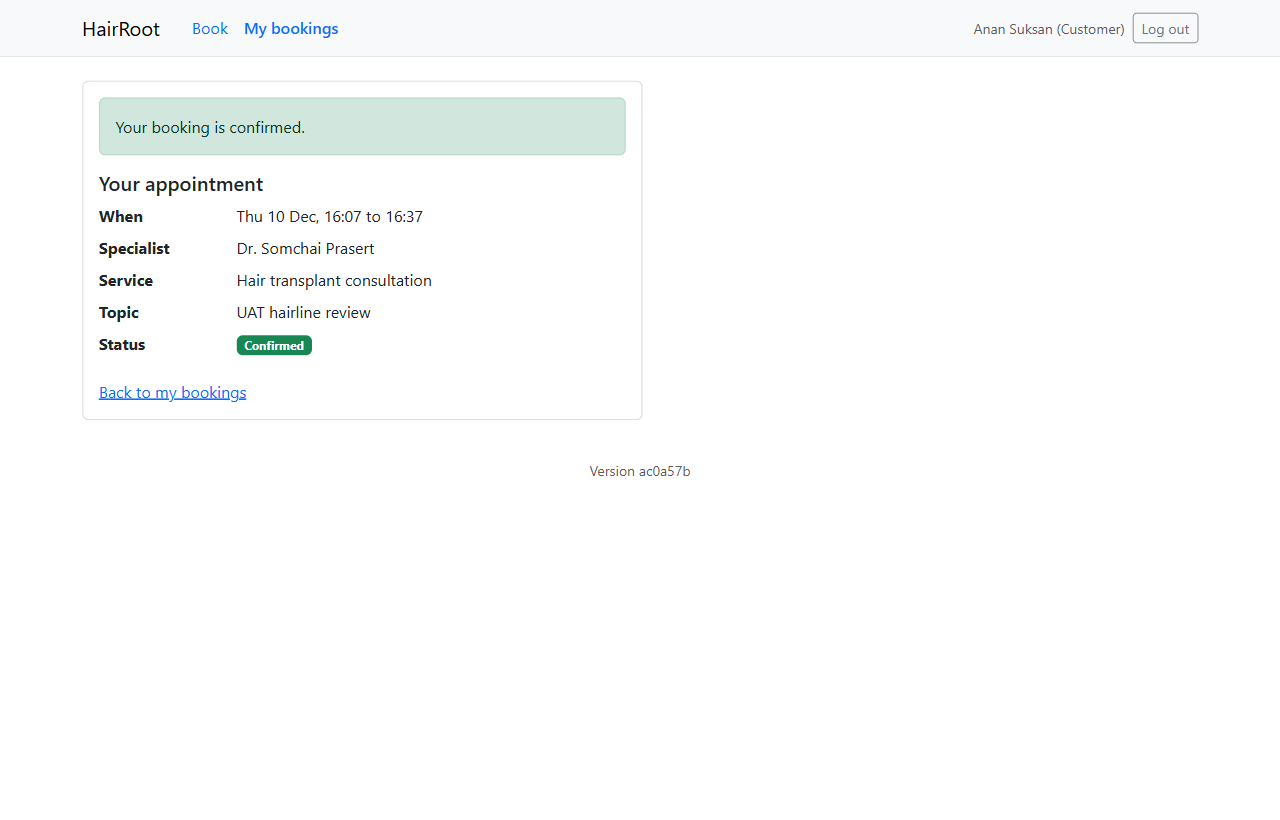 HairRoot Book My bookings Anan Suksan (Customer) Log out
Your booking is confirmed.
Your appointment
When Thu 10 Dec, 16:07 to 16:37
Specialist Dr. Somchai Prasert
Service Hair transplant consultation
Topic UAT hairline review
Status Confirmed
Back to my bookings
Version ac0a57b